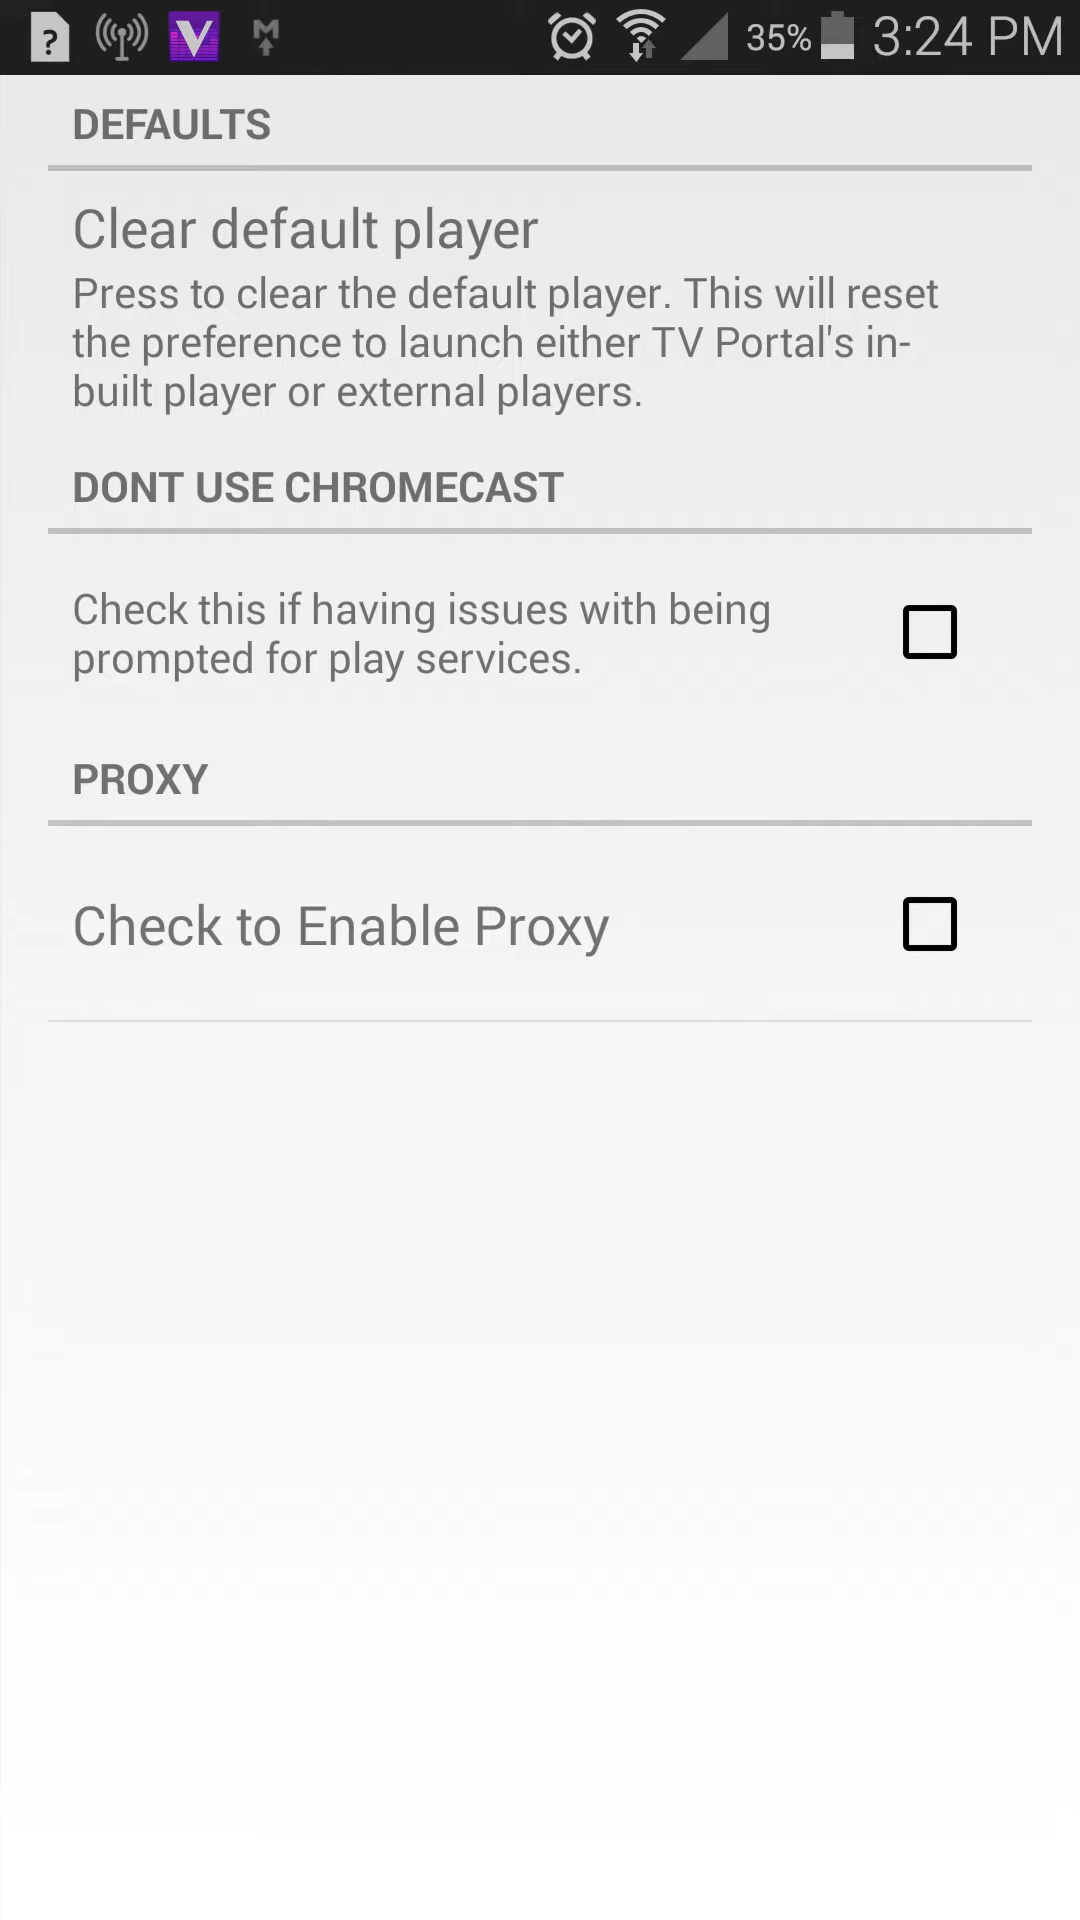 35% 3:24 PM
DEFAULTS
Clear default player
Press to clear the default player. This will reset
the preference to launch either TV Portal's in-
built player or external players.
DONT USE CHROMECAST
Check this if having issues with being
prompted for play services.
PROXY
Check to Enable Proxy